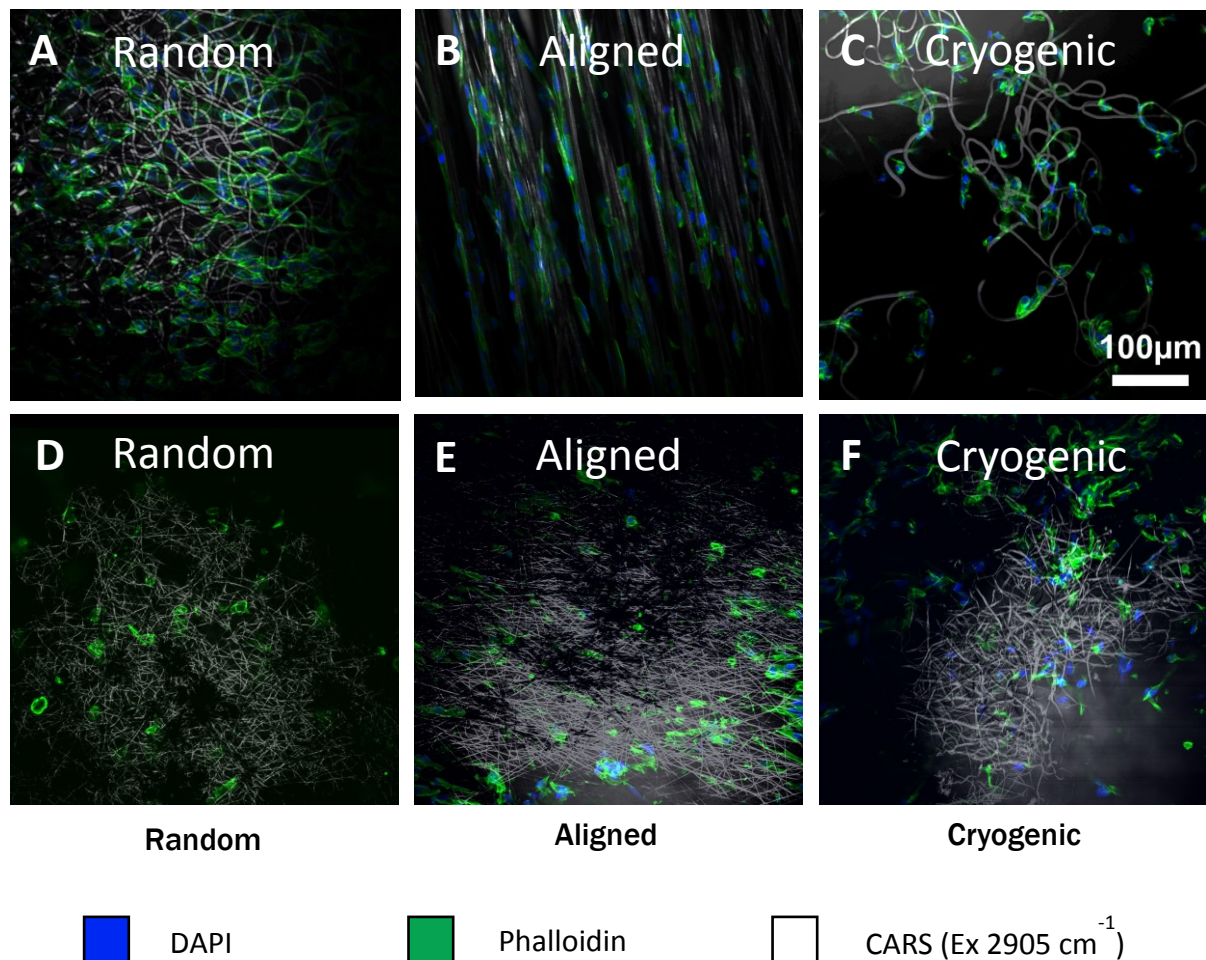 A Random
B Aligned
C Cryogenic
100µm
D Random
E Aligned
F Cryogenic
Random
Aligned
Cryogenic
DAPI
Phalloidin
CARS (Ex 2905 cm⁻¹)